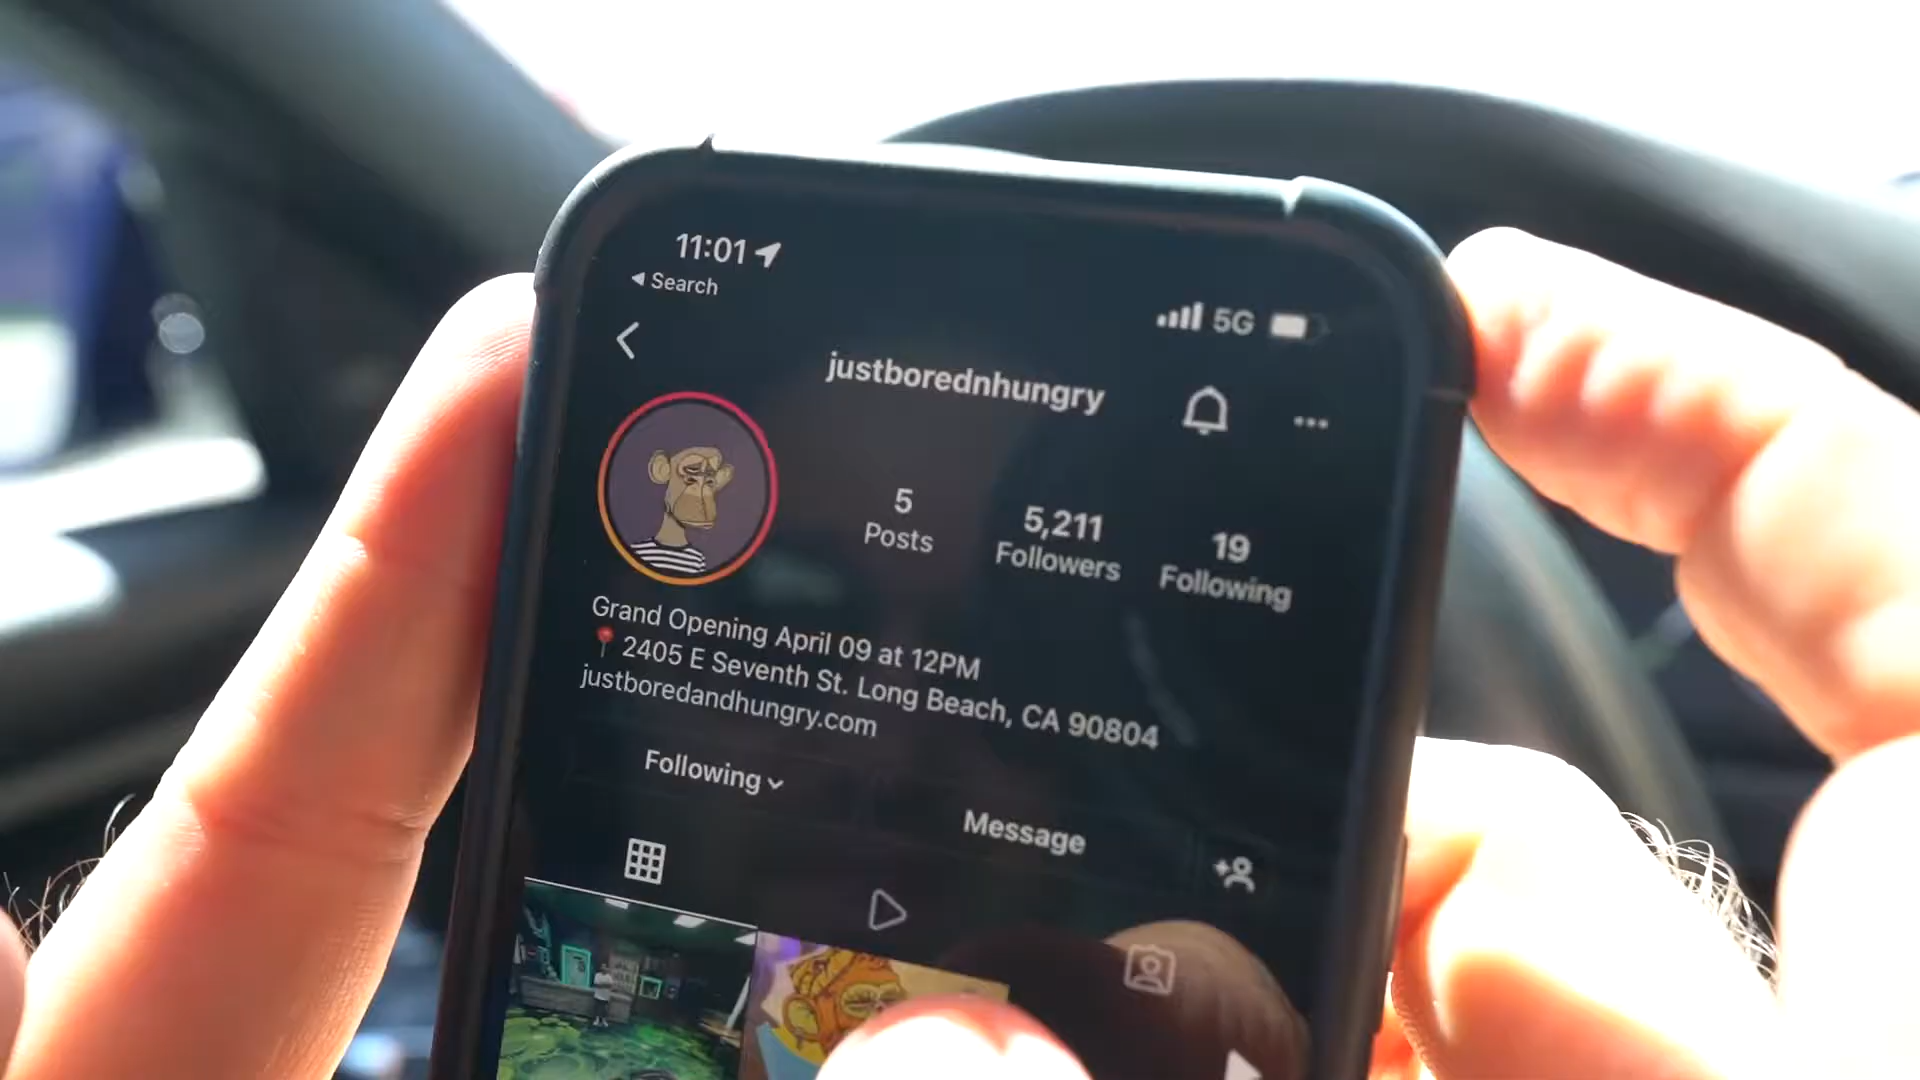 11:01
Search
5G
justborednhungry
5
Posts
5,211
Followers
19
Following
Grand Opening April 09 at 12PM
2405 E Seventh St. Long Beach, CA 90804
justboredandhungry.com
Following
Message